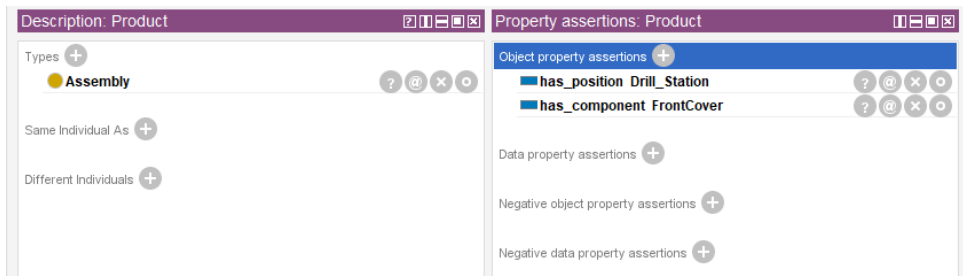 Description: Product
Types
Assembly
Same Individual As
Different Individuals
Property assertions: Product
Object property assertions
has_position Drill_Station
has_component FrontCover
Data property assertions
Negative object property assertions
Negative data property assertions